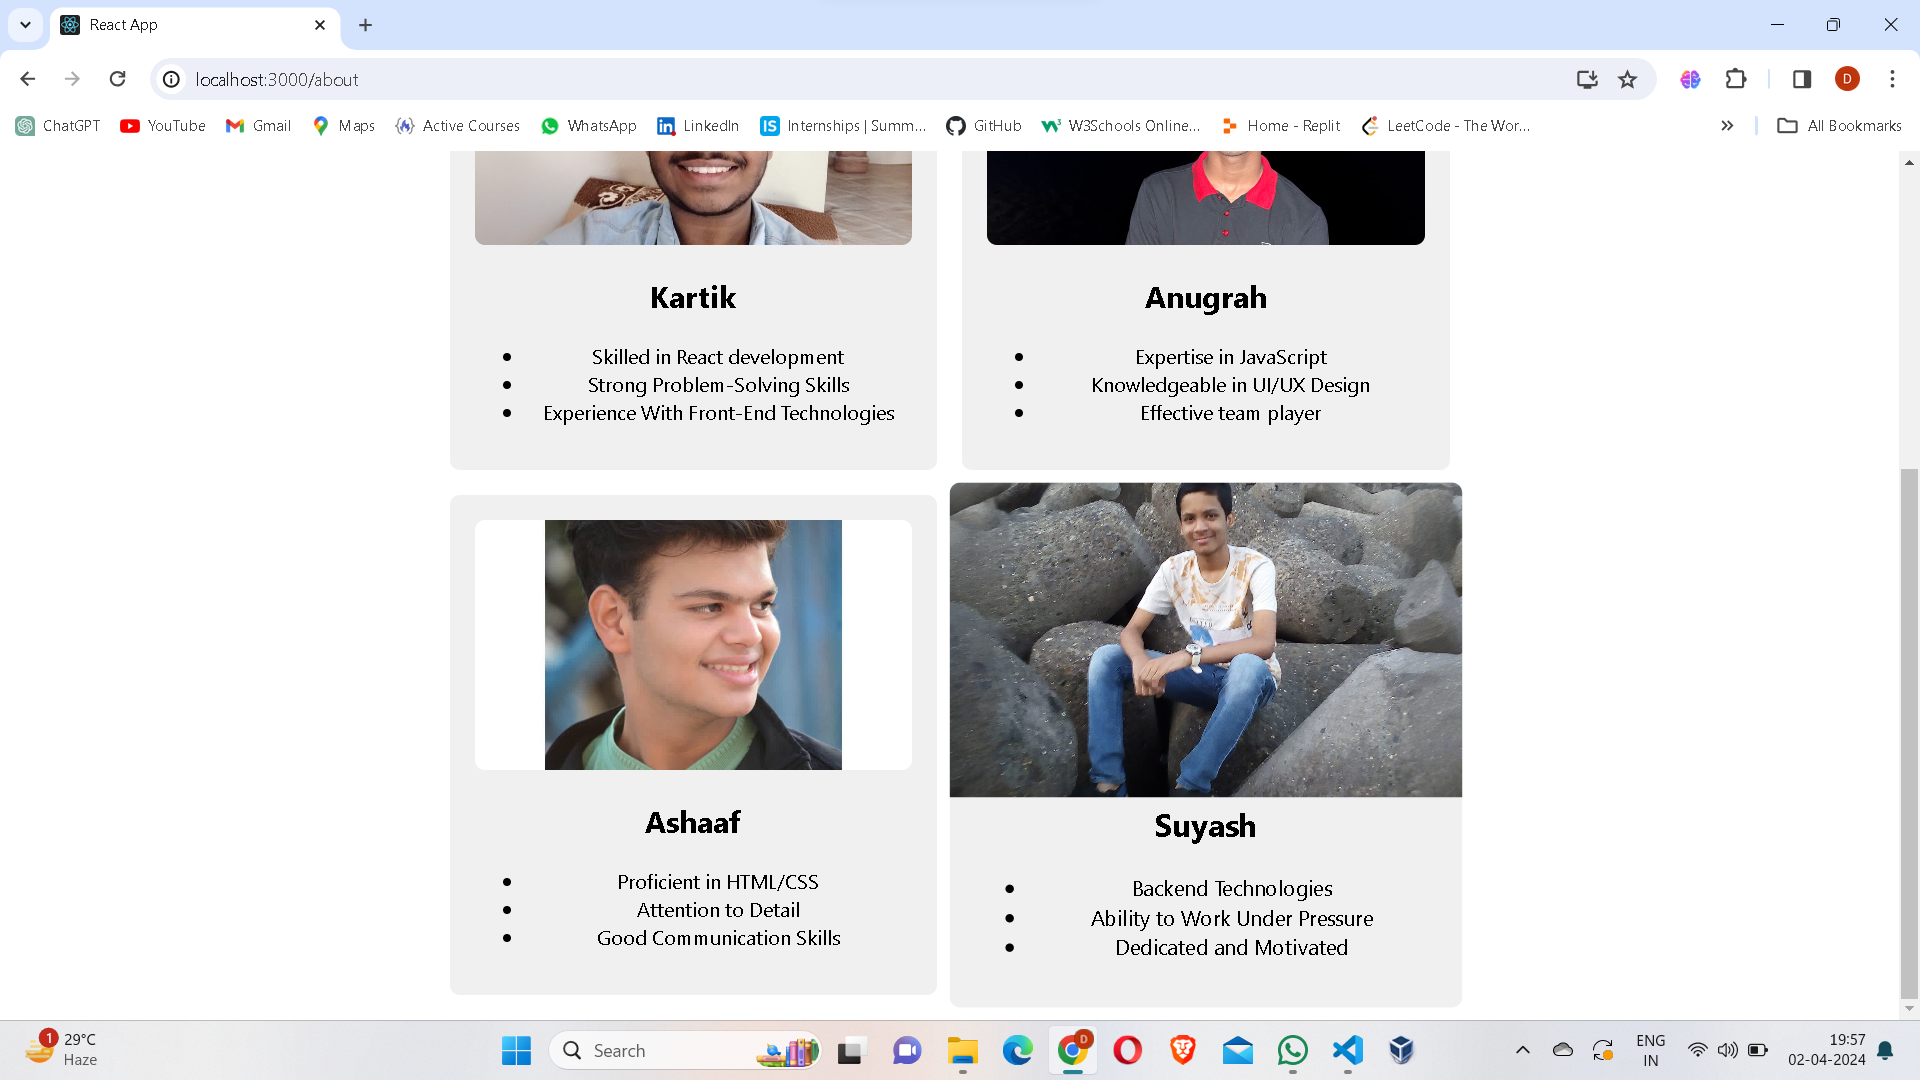 React App
localhost:3000/about
ChatGPT
YouTube
Gmail
Maps
Active Courses
WhatsApp
LinkedIn
Internships | Summ...
GitHub
W3Schools Online...
Home - Replit
LeetCode - The Wor...
All Bookmarks
D
Kartik
Skilled in React development
Strong Problem-Solving Skills
Experience With Front-End Technologies
Anugrah
Expertise in JavaScript
Knowledgeable in UI/UX Design
Effective team player
Ashaaf
Proficient in HTML/CSS
Attention to Detail
Good Communication Skills
Suyash
Backend Technologies
Ability to Work Under Pressure
Dedicated and Motivated
1
29°C
Haze
Search
D
ENG
IN
19:57
02-04-2024